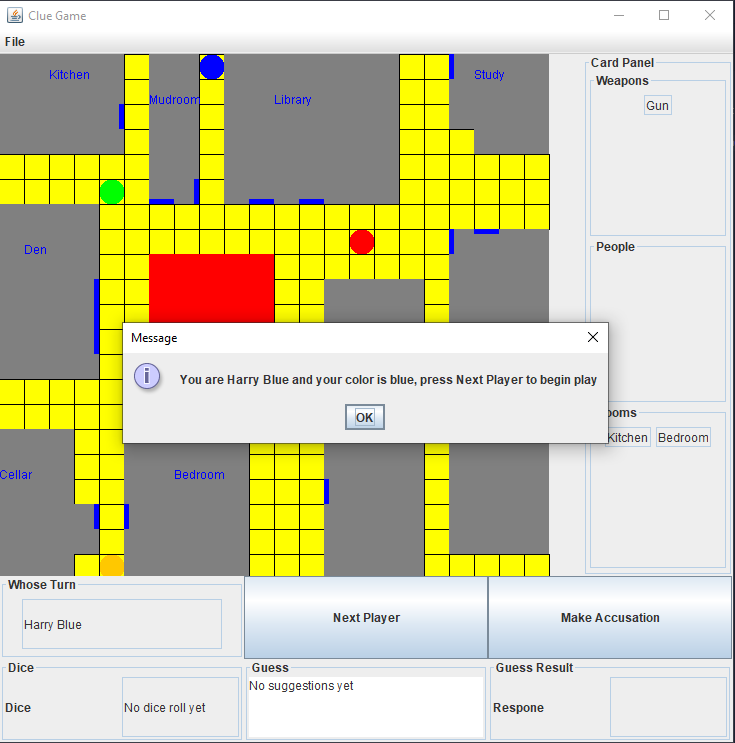 Clue Game
File
Kitchen
Mudroom
Library
Study
Card Panel
Weapons
Gun
Den
People
Message
You are Harry Blue and your color is blue, press Next Player to begin play
OK
ooms
Kitchen
Bedroom
Cellar
Bedroom
Whose Turn
Harry Blue
Next Player
Make Accusation
Dice
Dice
No dice roll yet
Guess
No suggestions yet
Guess Result
Respone